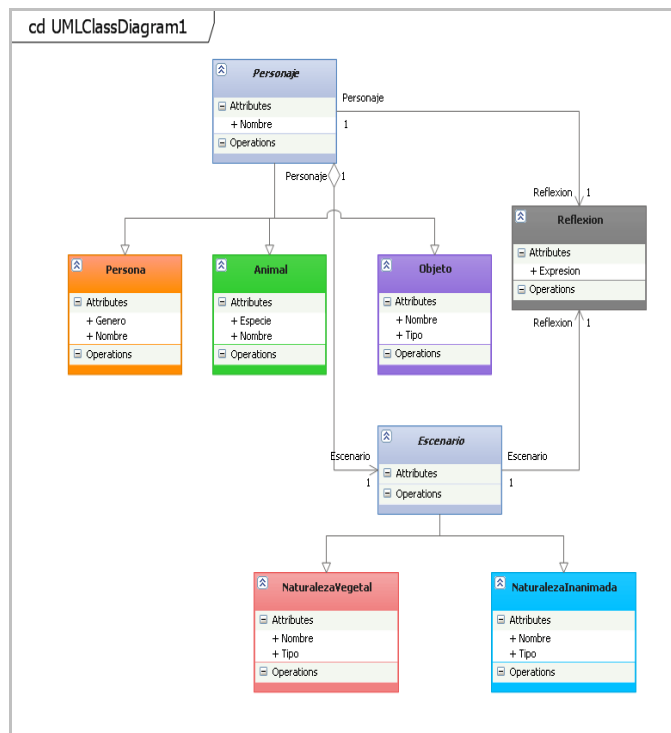 cd UMLClassDiagram1
Personaje
Attributes
+ Nombre
Operations
Personaje
1
Personaje
1
Reflexion
1
Reflexion
Attributes
+ Expresion
Operations
Reflexion
1
Persona
Attributes
+ Genero
+ Nombre
Operations
Animal
Attributes
+ Especie
+ Nombre
Operations
Objeto
Attributes
+ Nombre
+ Tipo
Operations
Escenario
1
Escenario
Attributes
Operations
Escenario
1
NaturalezaVegetal
Attributes
+ Nombre
+ Tipo
Operations
NaturalezaInanimada
Attributes
+ Nombre
+ Tipo
Operations